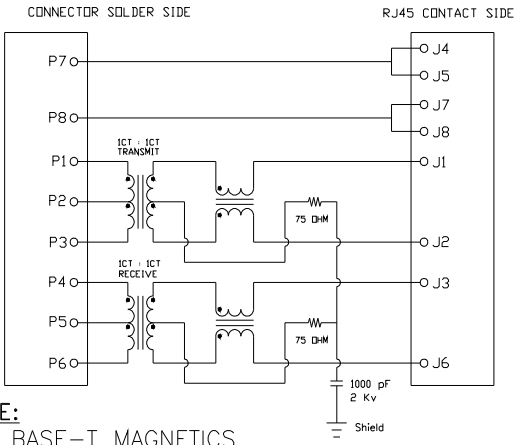 CONNECTOR SOLDER SIDE
RJ45 CONTACT SIDE
P7
J4
J5
P8
J7
J8
1CT : 1CT
TRANSMIT
P1
J1
P2
75 OHM
P3
J2
1CT : 1CT
RECEIVE
P4
J3
P5
75 OHM
P6
J6
1000 pF
2 Kv
Shield
E:
BASE-T MAGNETICS